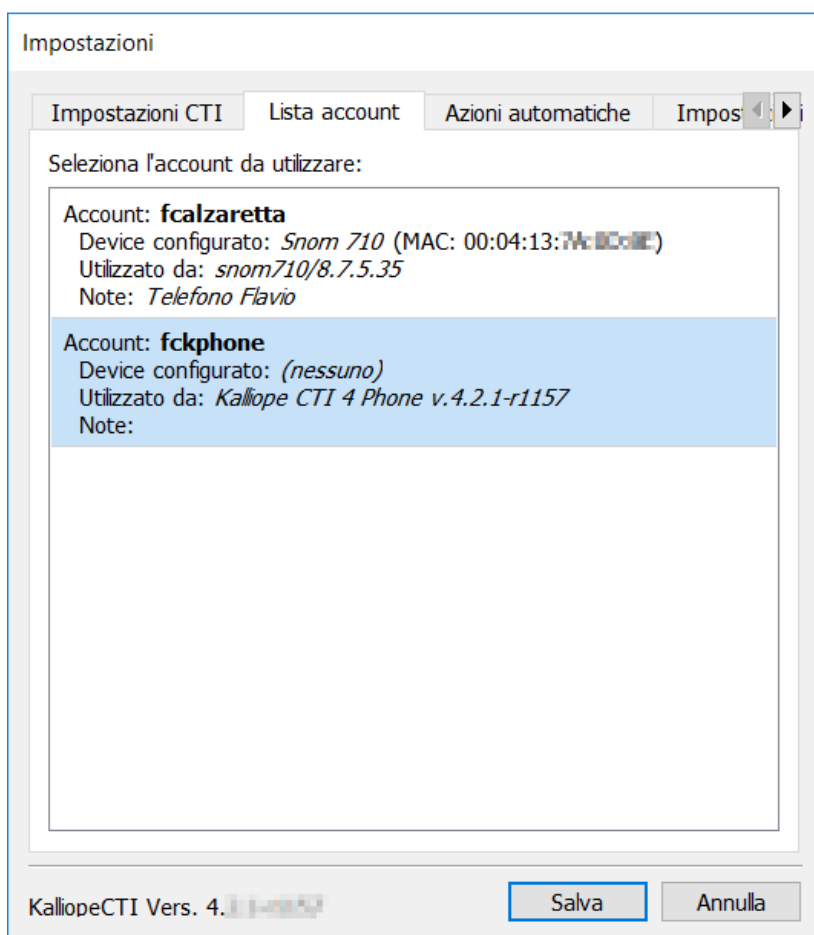 Impostazioni
Impostazioni CTI
Lista account
Azioni automatiche
Impos
Seleziona l'account da utilizzare:
Account: fcalzaretta
Device configurato: Snom 710 (MAC: 00:04:13:
Utilizzato da: snom710/8.7.5.35
Note: Telefono Flavio
Account: fckphone
Device configurato: (nessuno)
Utilizzato da: Kalliope CTI 4 Phone v.4.2.1-r1157
Note:
KalliopeCTI Vers. 4.
Salva
Annulla